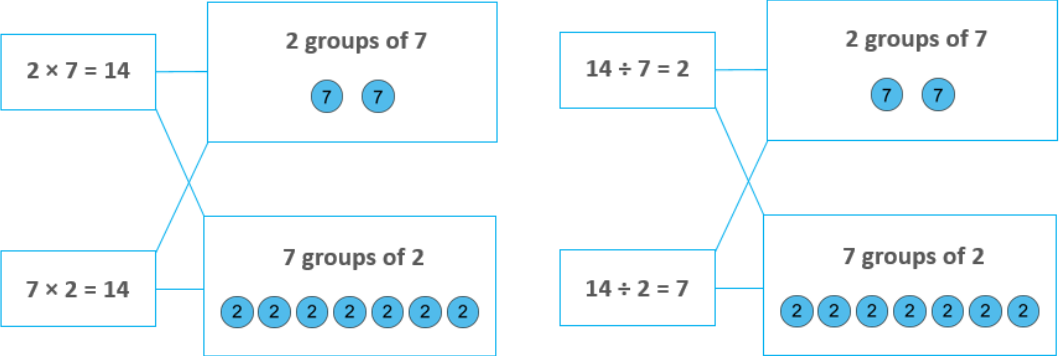 2 × 7 = 14
2 groups of 7
7 7
7 × 2 = 14
7 groups of 2
2 2 2 2 2 2 2
14 ÷ 7 = 2
2 groups of 7
7 7
14 ÷ 2 = 7
7 groups of 2
2 2 2 2 2 2 2